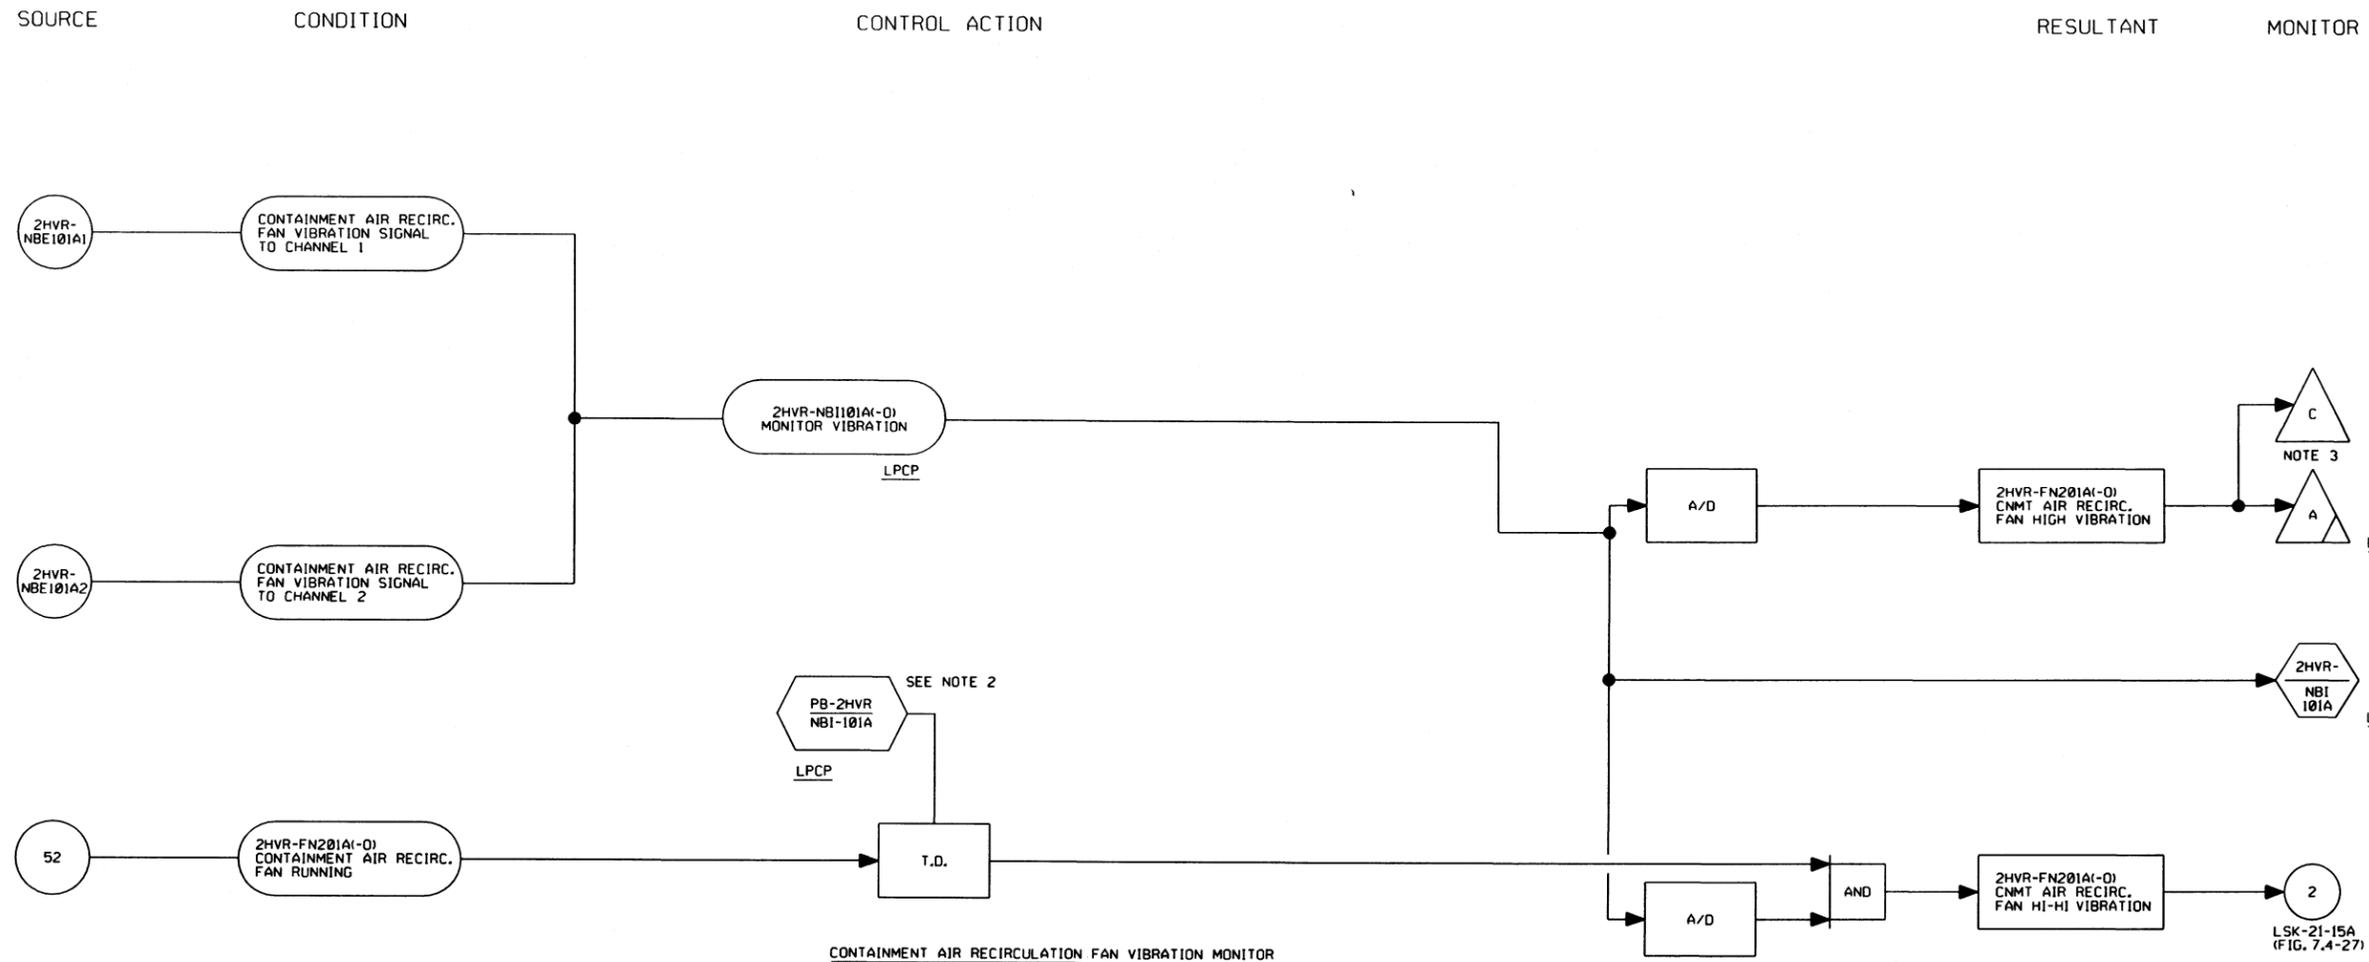 SOURCE
CONDITION
CONTROL ACTION
RESULTANT
MONITOR
2HVR-
NBE101A1
CONTAINMENT AIR RECIRC.
FAN VIBRATION SIGNAL
TO CHANNEL 1
2HVR-NBI101A(-O)
MONITOR VIBRATION
LPCP
C
NOTE 3
A/D
2HVR-FN201A(-O)
CNMT AIR RECIRC.
FAN HIGH VIBRATION
A
2HVR-
NBE101A2
CONTAINMENT AIR RECIRC.
FAN VIBRATION SIGNAL
TO CHANNEL 2
PB-2HVR
NBI-101A
SEE NOTE 2
LPCP
2HVR-
NBI
101A
52
2HVR-FN201A(-O)
CONTAINMENT AIR RECIRC.
FAN RUNNING
T.D.
A/D
AND
2HVR-FN201A(-O)
CNMT AIR RECIRC.
FAN HI-HI VIBRATION
2
LSK-21-15A
(FIG. 7.4-27)
CONTAINMENT AIR RECIRCULATION FAN VIBRATION MONITOR